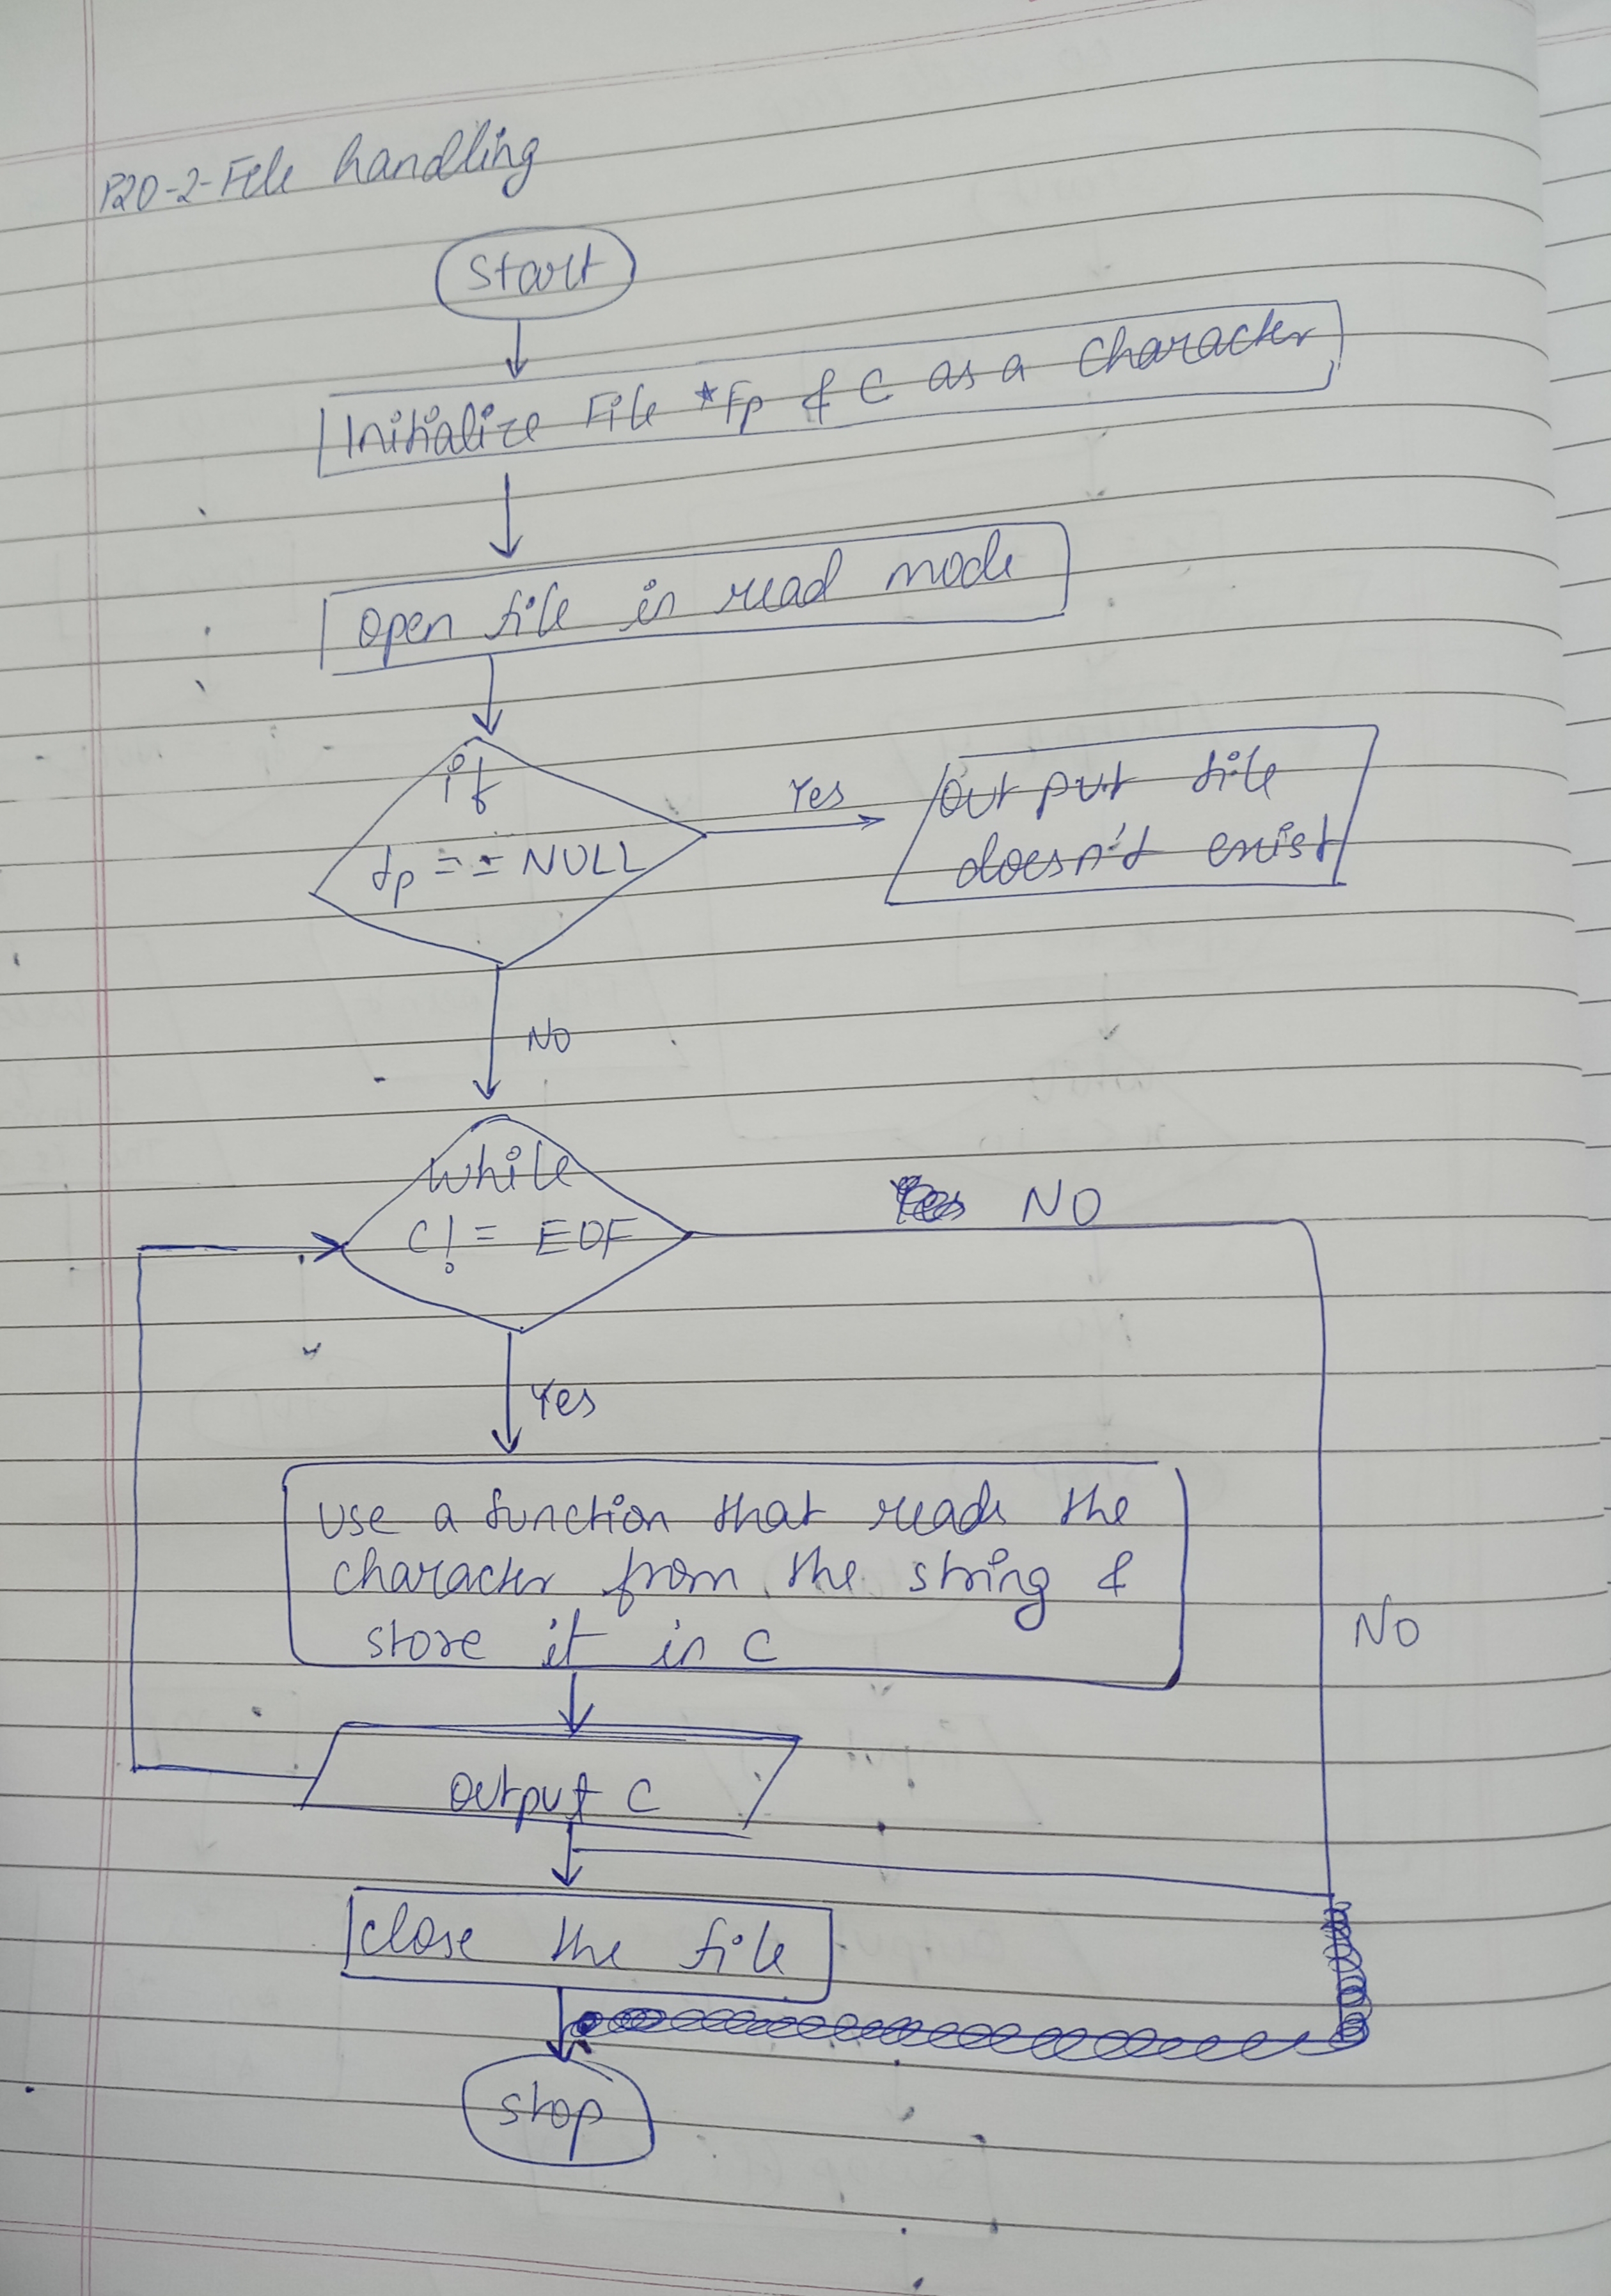 P20-2-File handling
Start
Initialize File *Fp & C as a character
Open file in read mode
if
fp == NULL
Yes
Output file
doesn't exist
NO
While
C! = EOF
NO
Yes
Use a function that reads the
character from the string &
store it in C
NO
Output C
close the file
stop